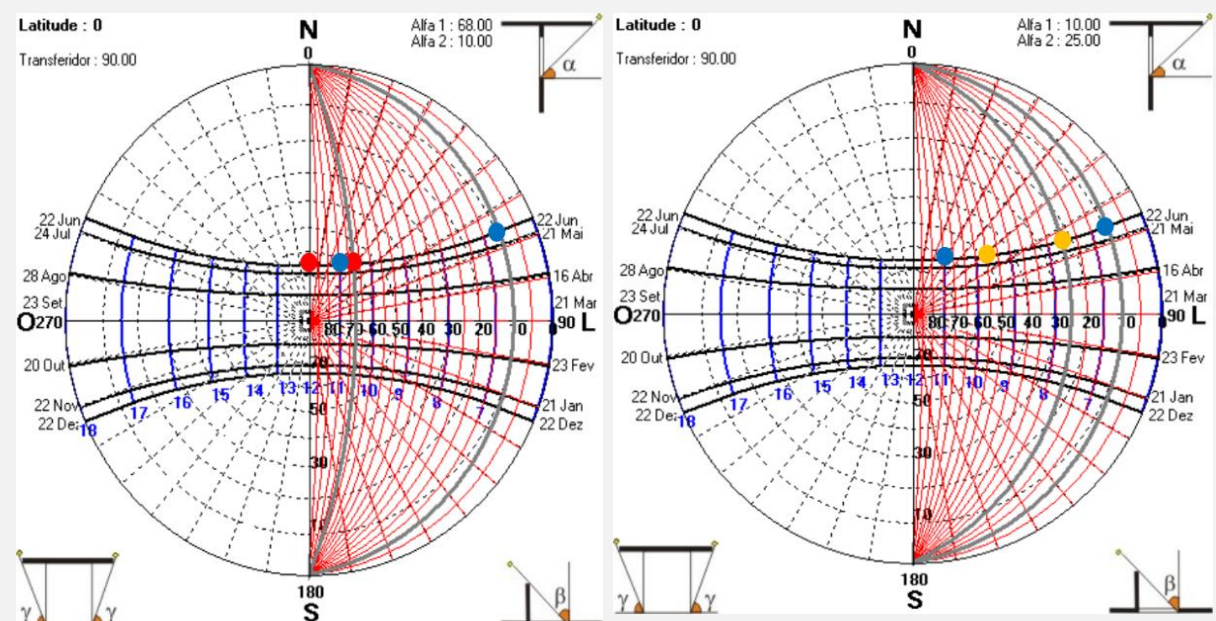 Latitude : 0
Transferidor : 90.00
N
0
Alfa 1 : 68.00
Alfa 2 : 10.00
α
22 Jun
24 Jul
28 Ago
23 Set
O 270
20 Out
22 Nov
22 Dez
22 Jun
21 Mai
16 Abr
21 Mar
90 L
23 Fev
21 Jan
22 Dez
80 70 60 50 40 30 20 10 0
18 17 16 15 14 13 12 11 10 9 8 7
50
30
10
180
S
γ γ
β
Latitude : 0
Transferidor : 90.00
N
0
Alfa 1 : 10.00
Alfa 2 : 25.00
α
22 Jun
24 Jul
28 Ago
23 Set
O 270
20 Out
22 Nov
22 Dez
22 Jun
21 Mai
16 Abr
21 Mar
90 L
23 Fev
21 Jan
22 Dez
80 70 60 50 40 30 20 10 0
18 17 16 15 14 13 12 11 10 9 8 7
50
30
10
180
S
γ γ
β